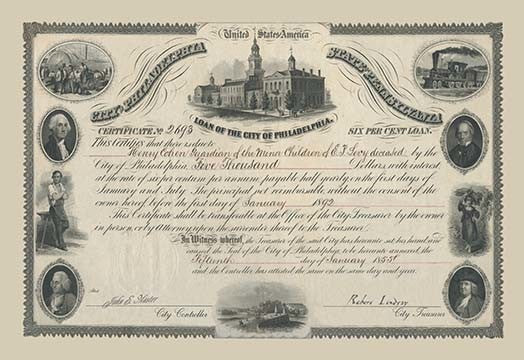 United States America
CITY OF PHILADELPHIA STATE OF PENNSYLVANIA
LOAN OF THE CITY OF PHILADELPHIA.
CERTIFICATE No 2693 SIX PER CENT LOAN.
This Certifies that there is due to
Henry Cohen Guardian of the Minor Children of E. J. Levy deceased by the
City of Philadelphia Five Thousand Dollars with interest
at the rate of six per centum per annum payable half yearly on the first days of
January and July. The principal not reimbursable without the consent of the
owner hereof before the first day of January
This Certificate shall be transferable at the Office of the City Treasurer by the owner
in person, or by Attorney, upon the surrender thereof to the Treasurer.
In Witness whereof, the Treasurer of the said City has hereunto set his hand and
caused the Seal of the City of Philadelphia, to be hereunto annexed, the
Fifteenth day of January
and the Controller has attested the same on the same day and year.
Attest
City Controller City Treasurer